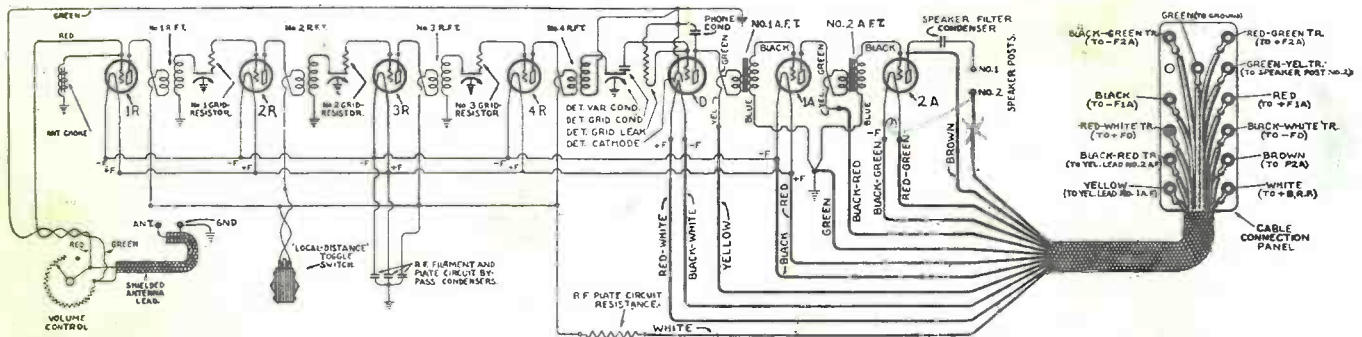 GREEN
RED
No.1 R.F.T.
No.2 R.F.T.
No.3 R.F.T.
No.4 R.F.T.
PHONE
COND
GREEN
NO.1 A.F.T.
BLACK
GREEN
NO.2 A.F.T.
BLACK
SPEAKER FILTER
CONDENSER
NO.1
NO.2
SPEAKER POSTS.
ANT CHOKE
1R
No 1 GRID-
RESISTOR.
2R
No 2 GRID-
RESISTOR.
3R
No 3 GRID-
RESISTOR
4R
DET. VAR COND.
DET. GRID COND
DET. GRID LEAK
DET. CATHODE
D
YEL
BLUE
1A
YEL
BLUE
2A
-F
+F
-F
+F
-F
+F
+F
-F
-F
+F
-F
ANT.
GND
RED
GREEN
SHIELDED
ANTENNA
LEAD.
VOLUME
CONTROL
'LOCAL-DISTANCE'
TOGGLE
SWITCH
R.F. FILAMENT AND
PLATE CIRCUIT BY-
PASS CONDENSERS.
R.F PLATE CIRCUIT
RESISTANCE.
WHITE
RED-WHITE
BLACK-WHITE
YELLOW
BLACK
RED
GREEN
BLACK-RED
BLACK-GREEN
RED-GREEN
BROWN
GREEN (TO GROUND)
BLACK-GREEN TR.
(TO -F2A)
RED-GREEN TR.
(TO +F2A)
GREEN-YEL.TR.
(TO SPEAKER POST NO.2)
BLACK
(TO -F1A)
RED
(TO +F1A)
RED-WHITE TR.
(TO +FD)
BLACK-WHITE TR.
(TO -FD)
BLACK-RED TR.
(TO YEL. LEAD NO.2 A.F)
BROWN
(TO P2A)
YELLOW
(TO YEL. LEAD NO.1A.F)
WHITE
(TO +B,R.F.)
CABLE
CONNECTION
PANEL